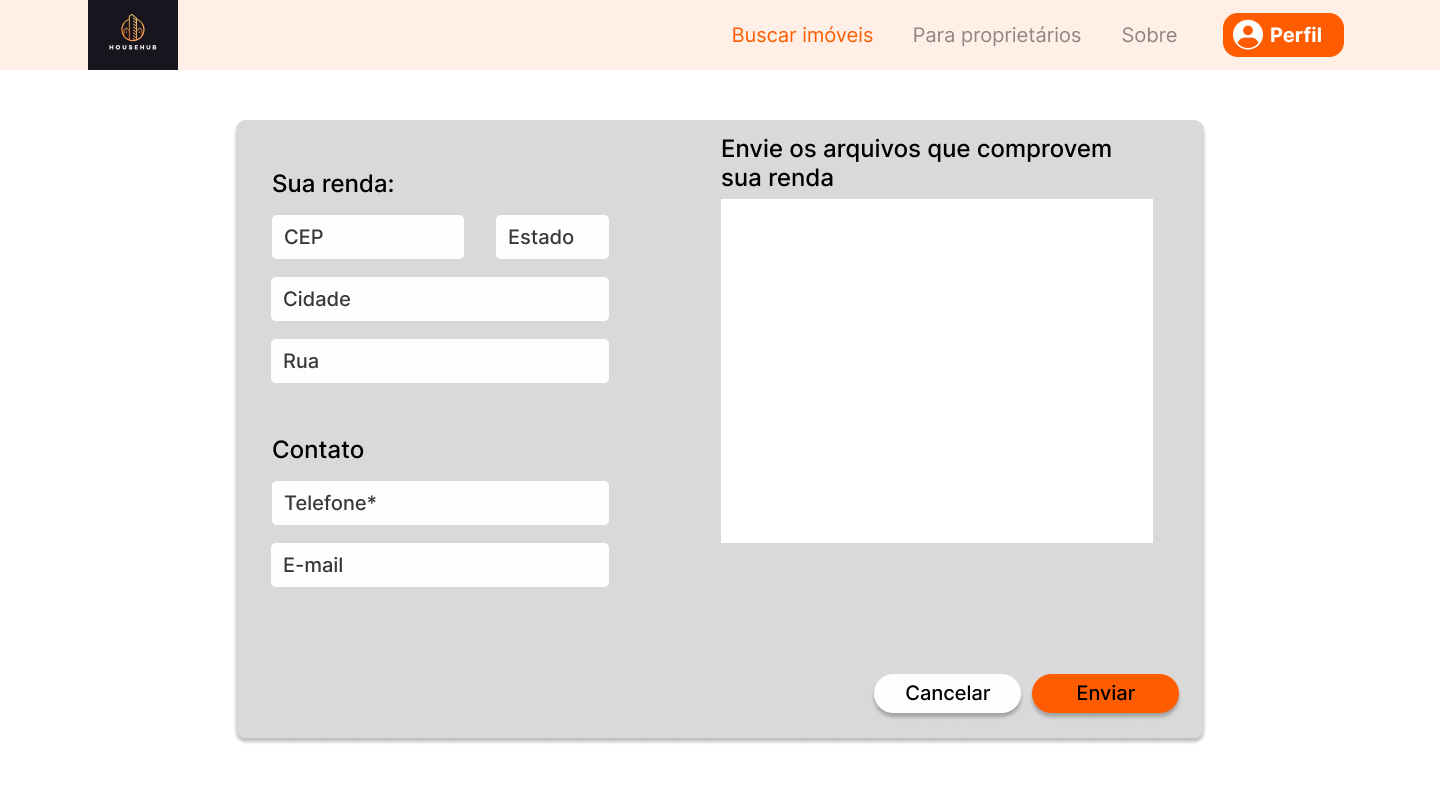 HOUSEHUB
Buscar imóveis
Para proprietários
Sobre
Perfil
Sua renda:
CEP
Estado
Cidade
Rua
Contato
Telefone*
E-mail
Envie os arquivos que comprovem
sua renda
Cancelar
Enviar